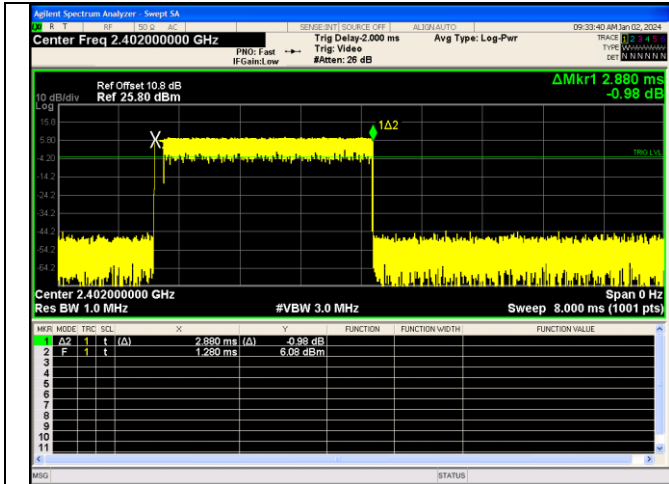 Agilent Spectrum Analyzer - Swept SA
R T RF 50 Ω AC SENSE:INT SOURCE OFF ALIGN AUTO 09:33:40 AM Jan 02, 2024
Center Freq 2.402000000 GHz
PNO: Fast
IFGain:Low
Trig Delay-2.000 ms
Trig: Video
#Atten: 26 dB
Avg Type: Log-Pwr
TRACE 1 2 3 4 5 6
TYPE
DET N N N N N N
ΔMkr1 2.880 ms
-0.98 dB
Ref Offset 10.8 dB
10 dB/div Ref 25.80 dBm
Log
15.0
5.80
-4.20
-14.2
-24.2
-34.2
-44.2
-54.2
-64.2
1Δ2
TRIG LVL
Center 2.402000000 GHz Span 0 Hz
Res BW 1.0 MHz #VBW 3.0 MHz Sweep 8.000 ms (1001 pts)
MKR MODE TRC SCL X Y FUNCTION FUNCTION WIDTH FUNCTION VALUE
1 Δ2 1 t (Δ) 2.880 ms (Δ) -0.98 dB
2 F 1 t 1.280 ms 6.08 dBm
3
4
5
6
7
8
9
10
11
MSG STATUS